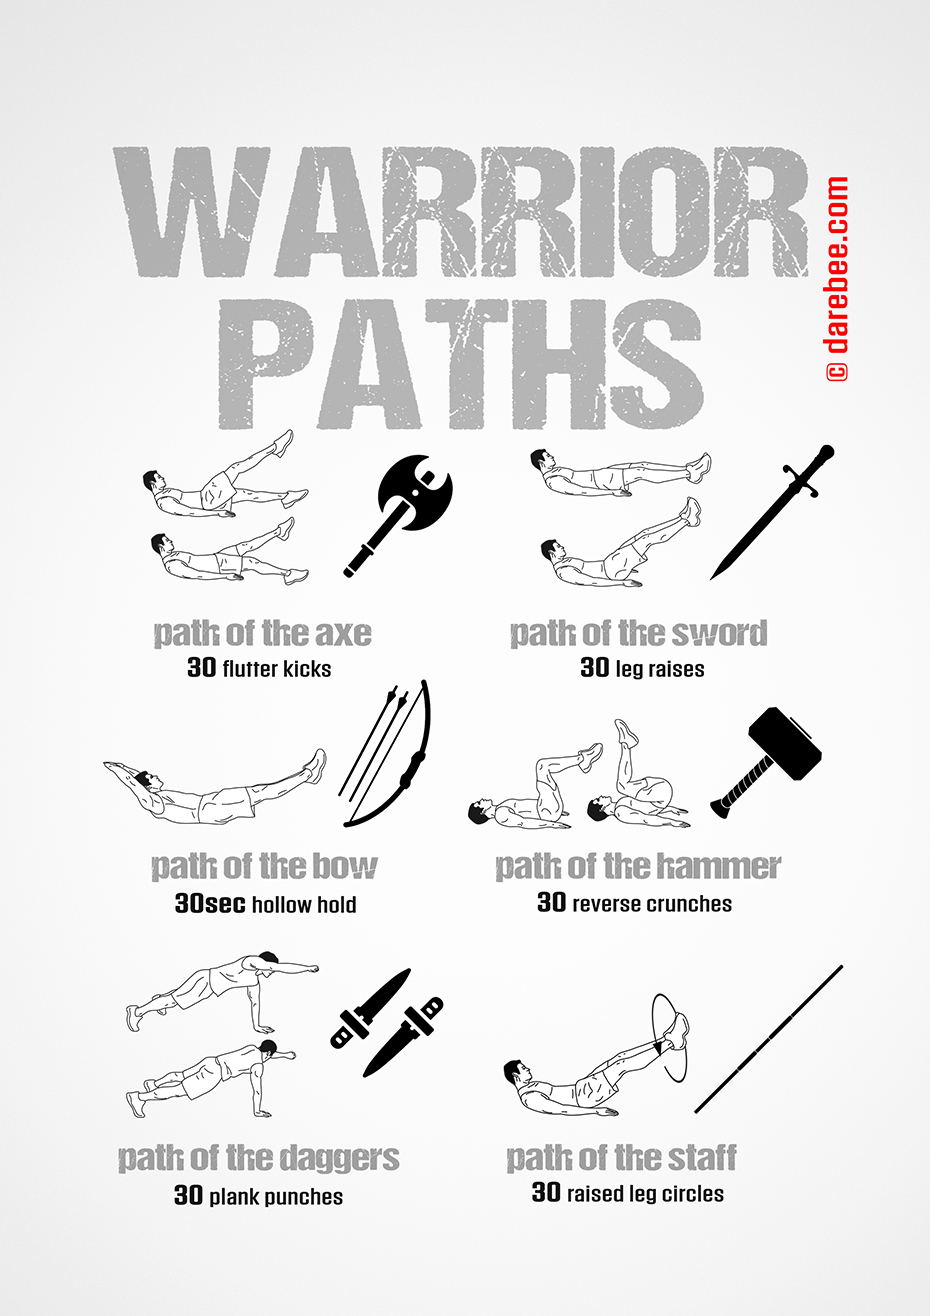 WARRIOR
PATHS
© darebee.com
path of the axe
30 flutter kicks
path of the sword
30 leg raises
path of the bow
30sec hollow hold
path of the hammer
30 reverse crunches
path of the daggers
30 plank punches
path of the staff
30 raised leg circles